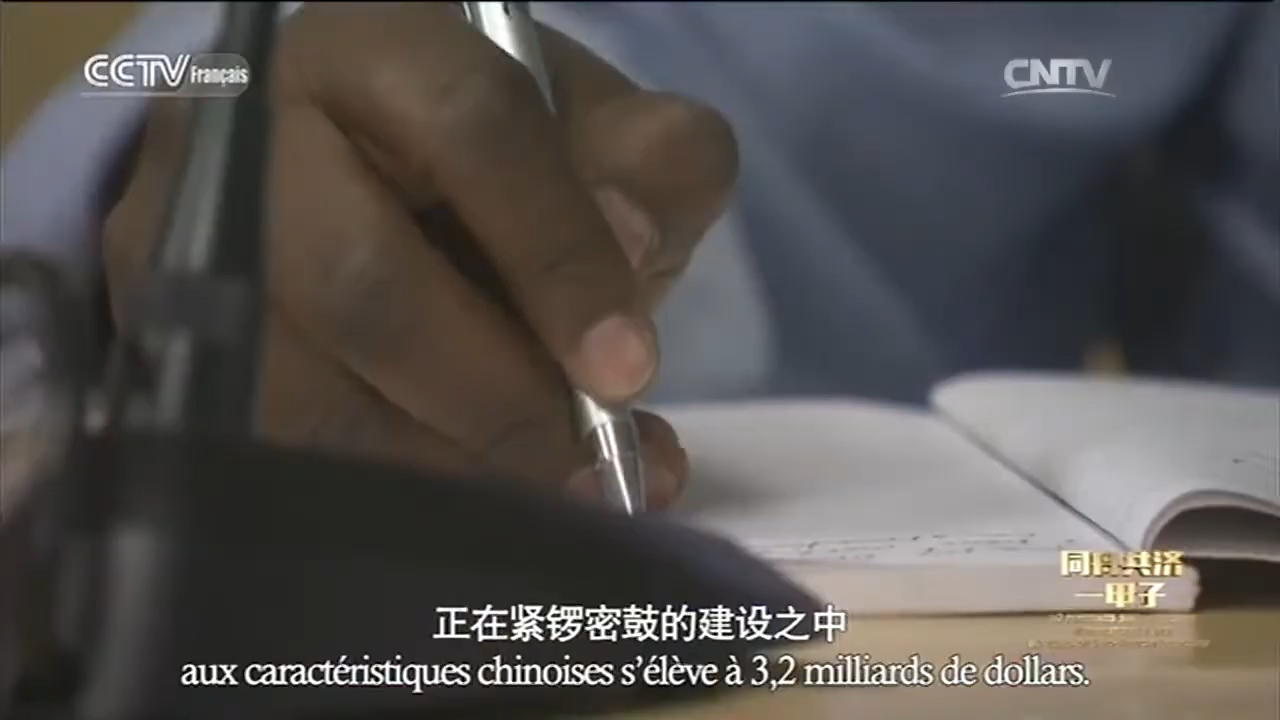 CCTV Français
CNTV
同舟共济
一甲子
正在紧锣密鼓的建设之中
aux caractéristiques chinoises s'élève à 3,2 milliards de dollars.